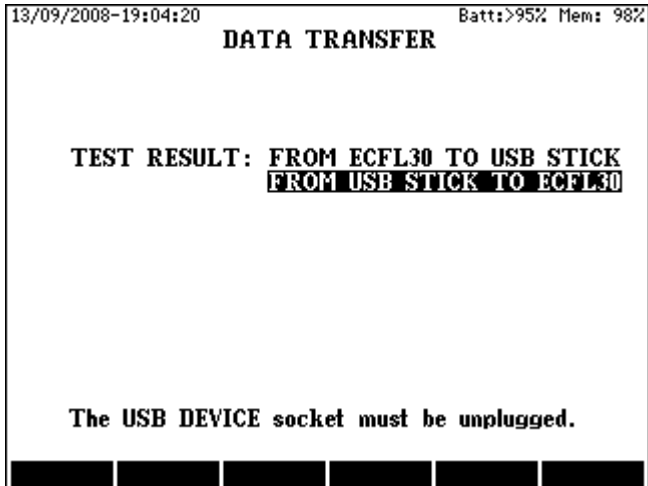 13/09/2008-19:04:20 Batt:>95% Mem: 98%
DATA TRANSFER
TEST RESULT: FROM ECFL30 TO USB STICK
FROM USB STICK TO ECFL30
The USB DEVICE socket must be unplugged.